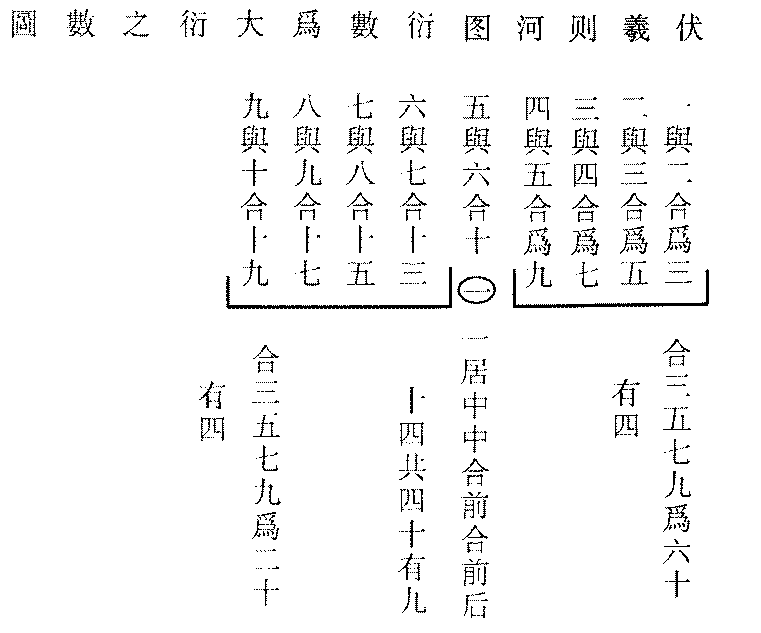 伏羲则河图衍數爲大衍之數圖
一與二合爲三
二與三合爲五
三與四合爲七
四與五合爲九
五與六合十㊀
六與七合十三
七與八合十五
八與九合十七
九與十合十九
合三五七九爲六十
有四
一居中中合前合前后
十四共四十有九
合三五七九爲二十
有四